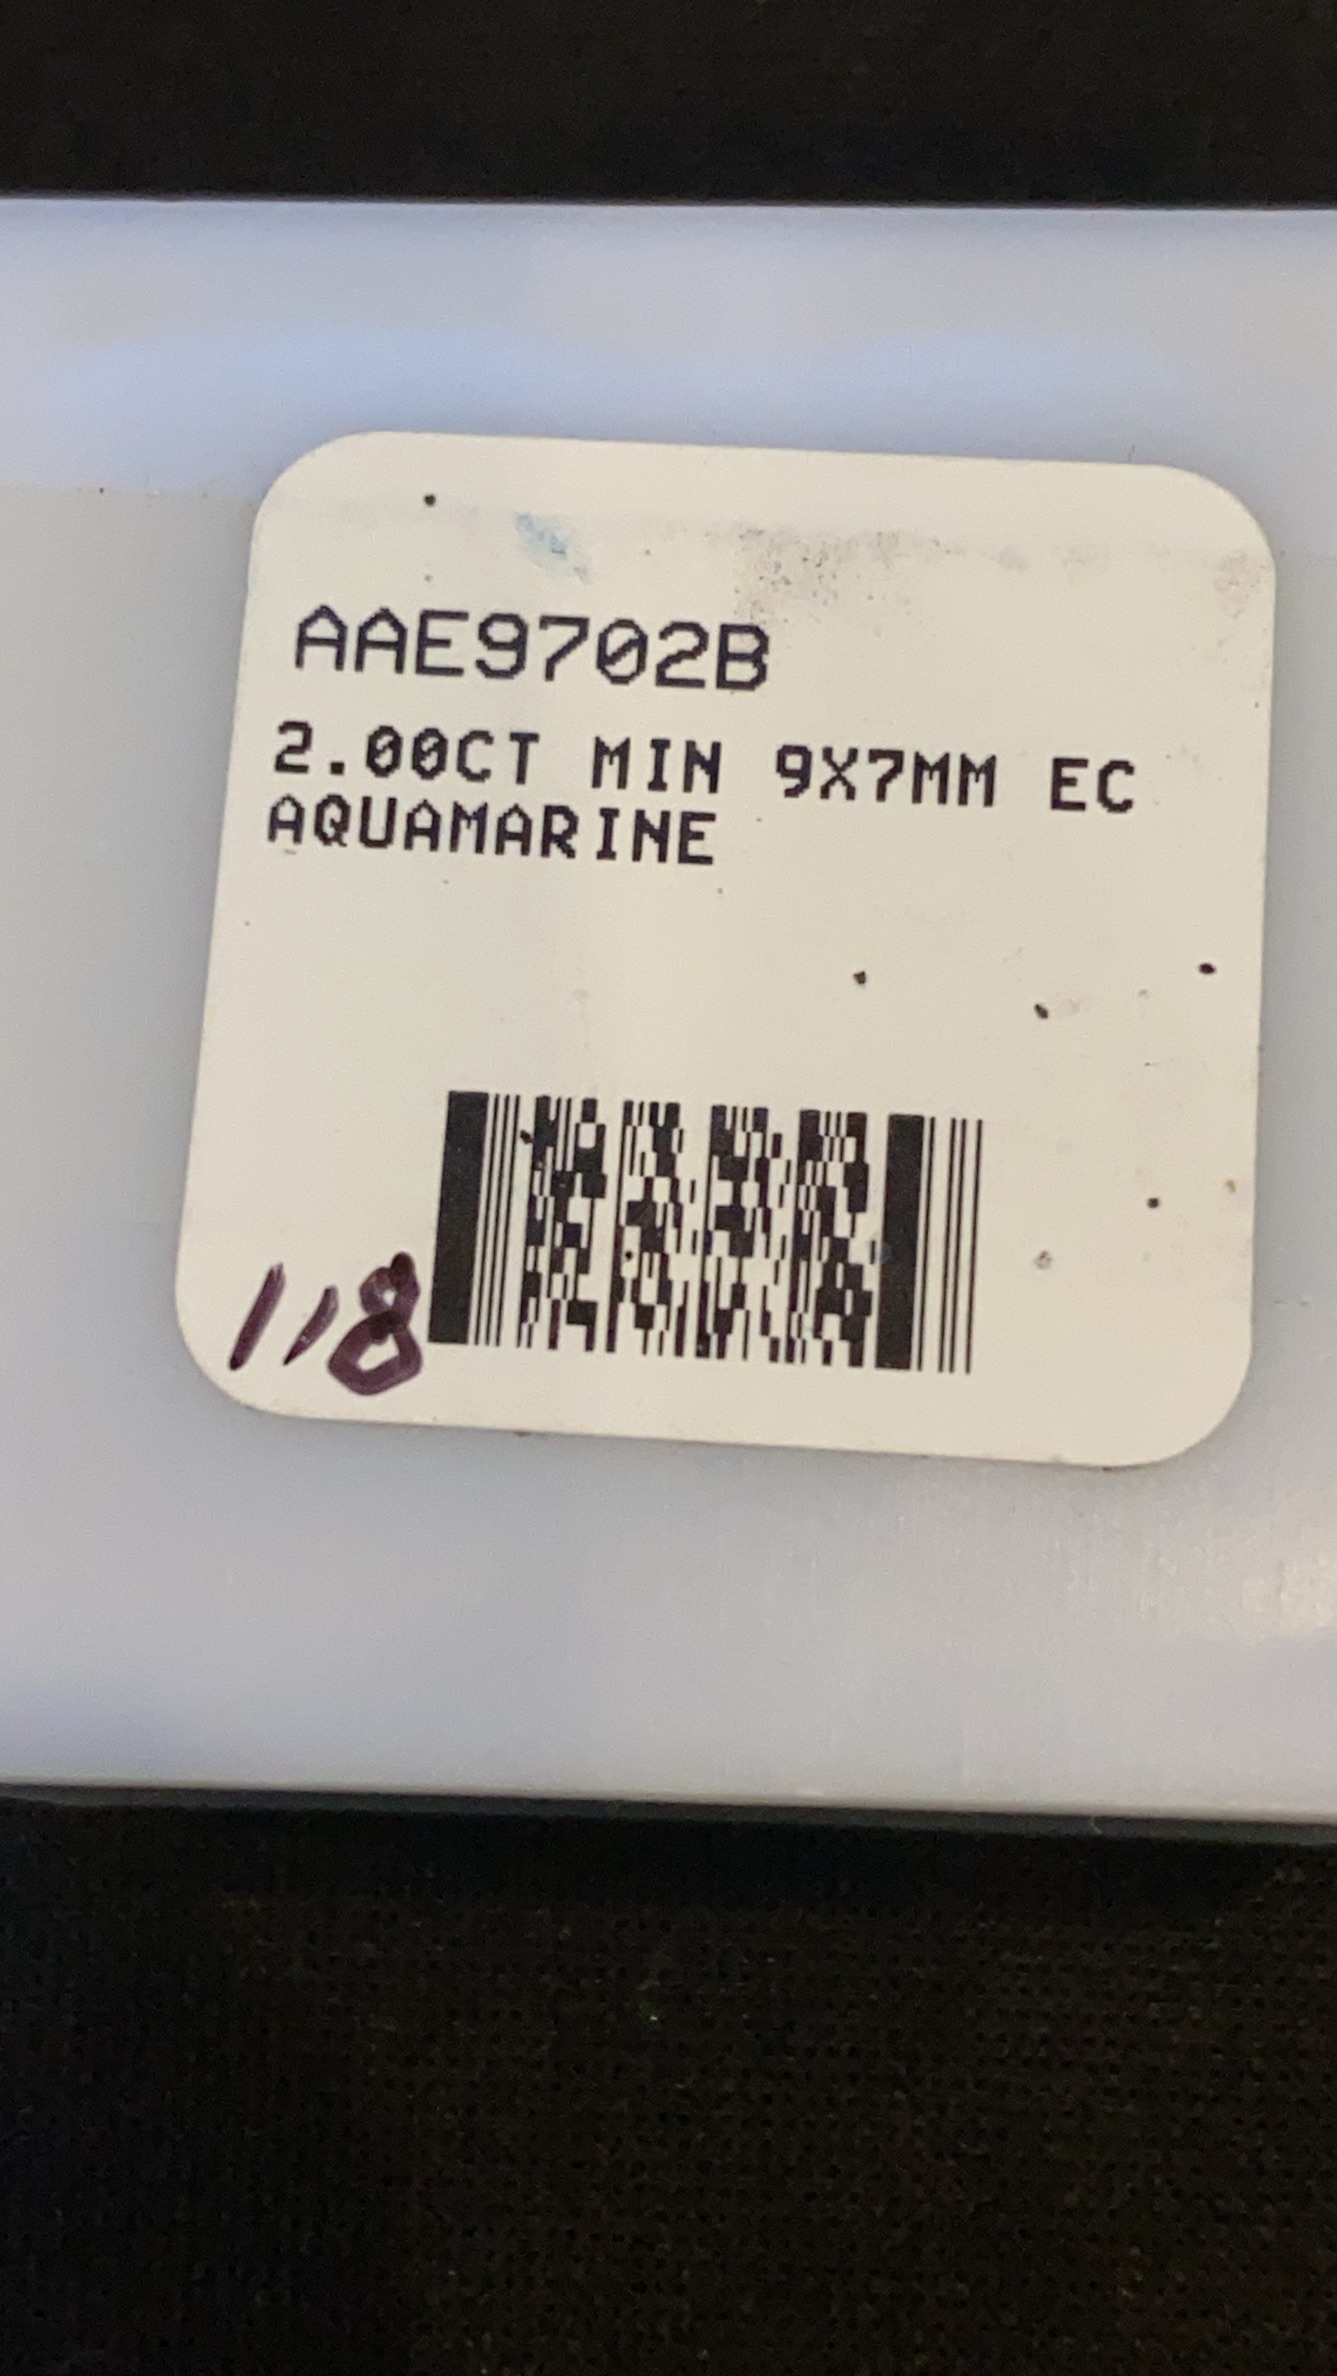 AAE9702B
2.00CT MIN 9X7MM EC
AQUAMARINE
118